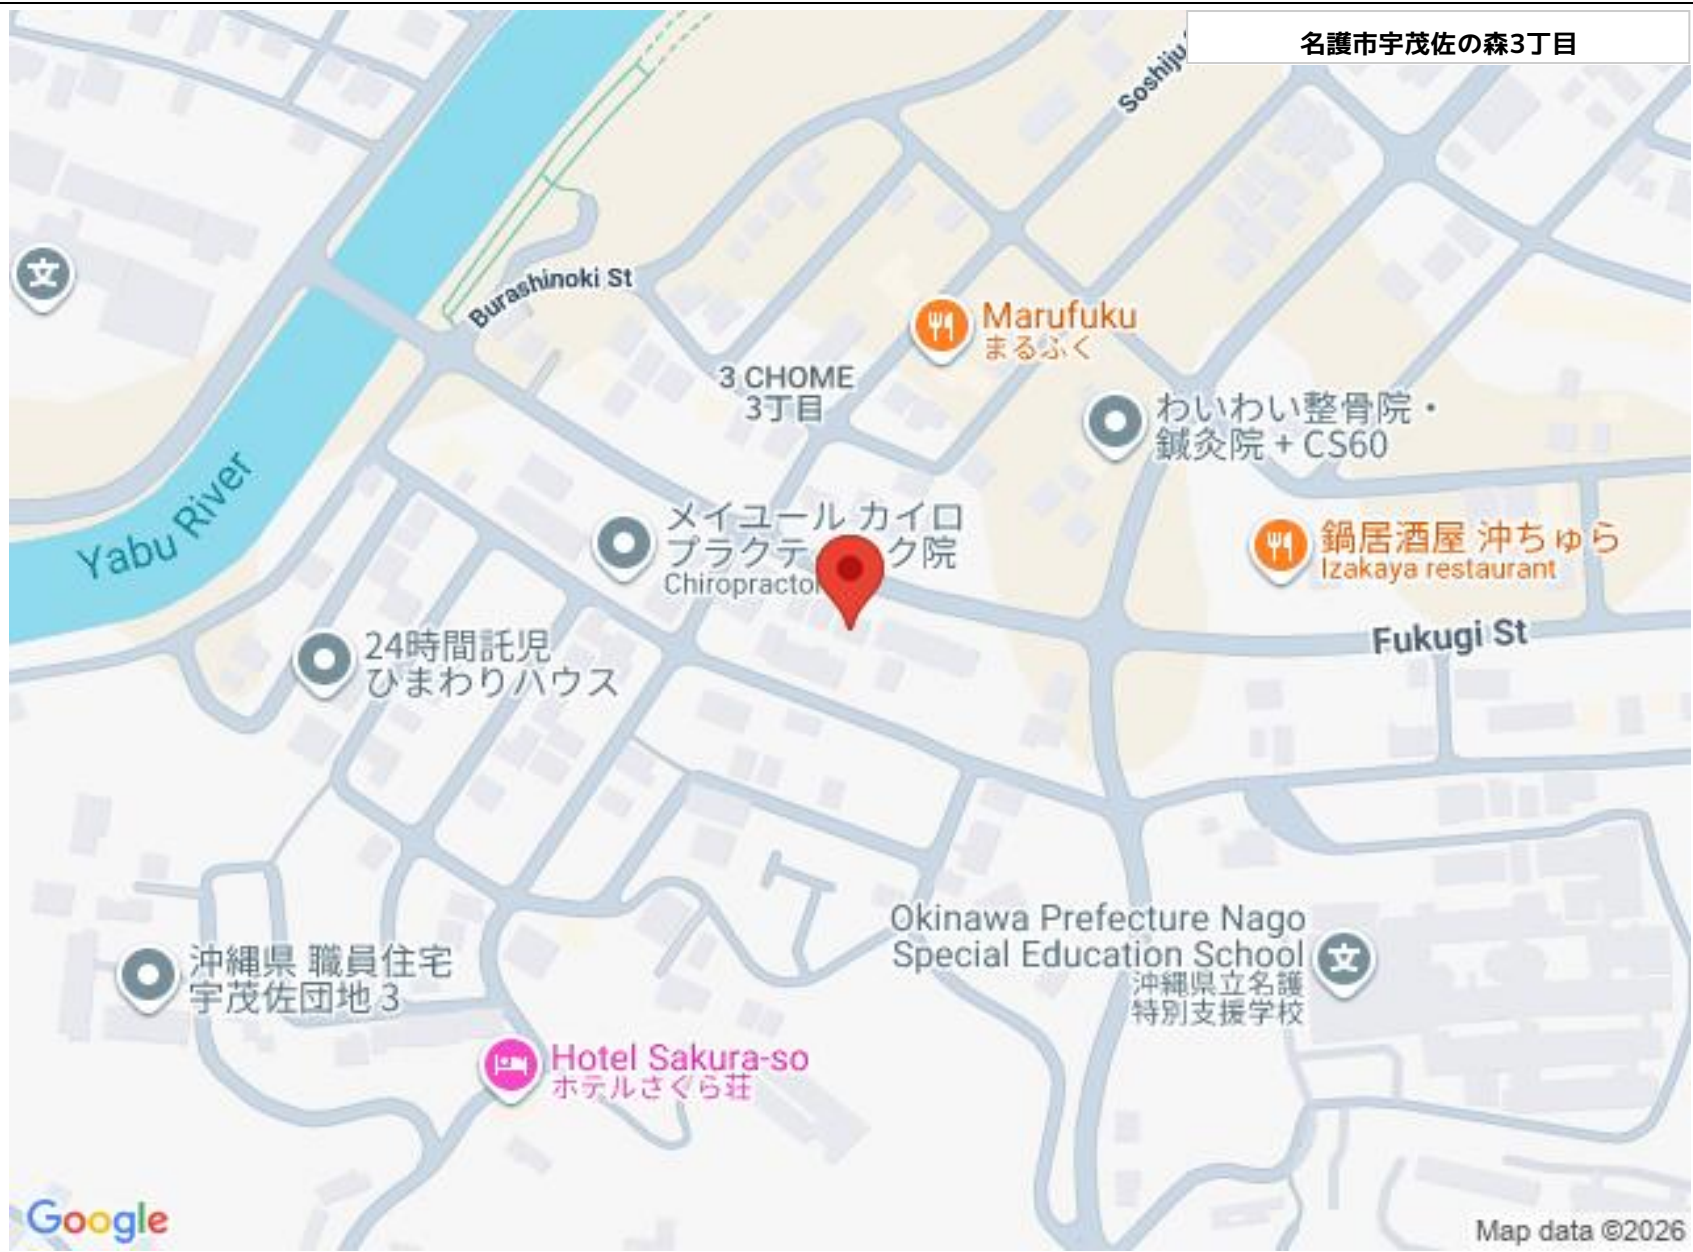 名護市宇茂佐の森3丁目
Soshiju
Burashinoki St
Marufuku
まるふく
3 CHOME
3丁目
わいわい整骨院・
鍼灸院 + CS60
Yabu River
メイユール カイロ
プラクテ ク院
Chiropractor
鍋居酒屋 沖ちゅら
Izakaya restaurant
Fukugi St
24時間託児
ひまわりハウス
Okinawa Prefecture Nago
Special Education School
沖縄県立名護
特別支援学校
文
文
沖縄県 職員住宅
宇茂佐団地 3
Hotel Sakura-so
ホテルさくら荘
Google
Map data ©2026